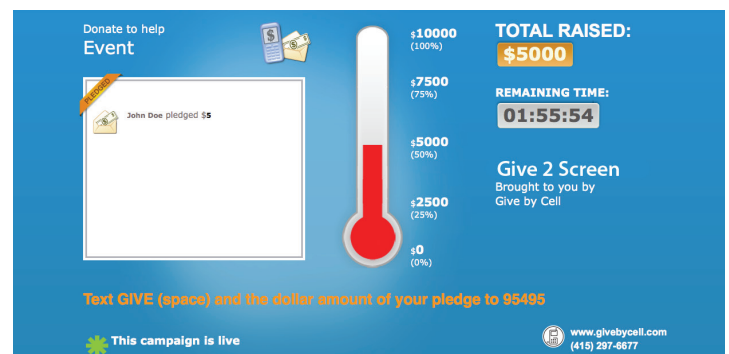 Donate to help
Event
PLEDGED
John Doe pledged $5
$10000
(100%)
$7500
(75%)
$5000
(50%)
$2500
(25%)
$0
(0%)
TOTAL RAISED:
$5000
REMAINING TIME:
01:55:54
Give 2 Screen
Brought to you by
Give by Cell
Text GIVE (space) and the dollar amount of your pledge to 95495
This campaign is live
www.givebycell.com
(415) 297-6677